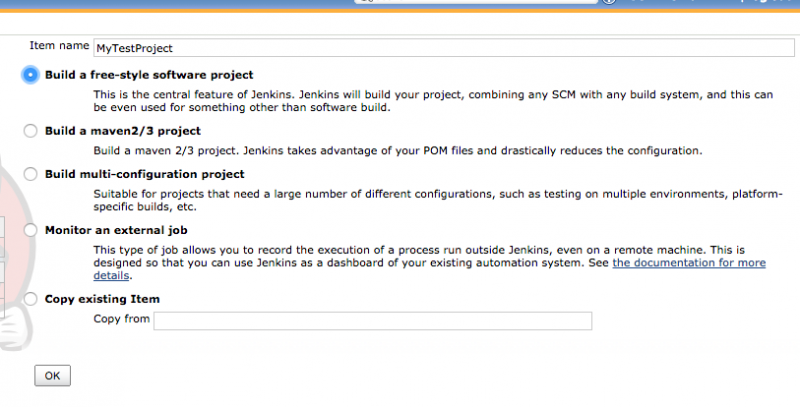 Item name MyTestProject
Build a free-style software project
This is the central feature of Jenkins. Jenkins will build your project, combining any SCM with any build system, and this can
be even used for something other than software build.
Build a maven2/3 project
Build a maven 2/3 project. Jenkins takes advantage of your POM files and drastically reduces the configuration.
Build multi-configuration project
Suitable for projects that need a large number of different configurations, such as testing on multiple environments, platform-
specific builds, etc.
Monitor an external job
This type of job allows you to record the execution of a process run outside Jenkins, even on a remote machine. This is
designed so that you can use Jenkins as a dashboard of your existing automation system. See the documentation for more
details.
Copy existing Item
Copy from
OK